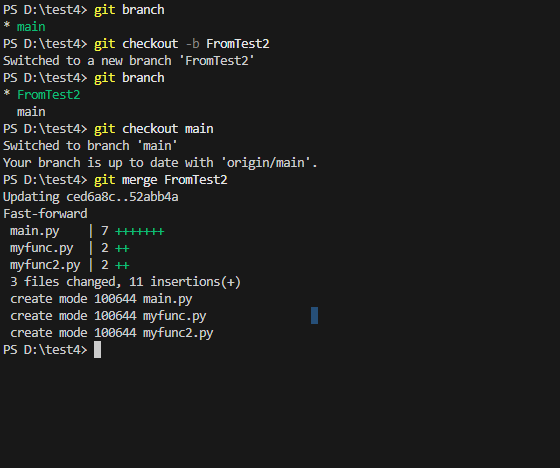 PS D:\test4> git branch
* main
PS D:\test4> git checkout -b FromTest2
Switched to a new branch 'FromTest2'
PS D:\test4> git branch
* FromTest2
  main
PS D:\test4> git checkout main
Switched to branch 'main'
Your branch is up to date with 'origin/main'.
PS D:\test4> git merge FromTest2
Updating ced6a8c..52abb4a
Fast-forward
 main.py    | 7 +++++++
 myfunc.py  | 2 ++
 myfunc2.py | 2 ++
 3 files changed, 11 insertions(+)
 create mode 100644 main.py
 create mode 100644 myfunc.py
 create mode 100644 myfunc2.py
PS D:\test4>